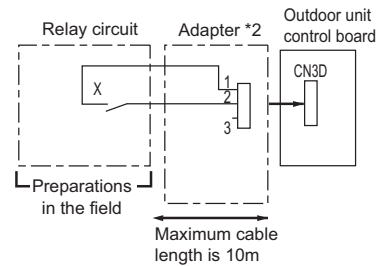 Relay circuit
Adapter *2
Outdoor unit
control board
X
1
2
3
CN3D
Preparations
in the field
Maximum cable
length is 10m